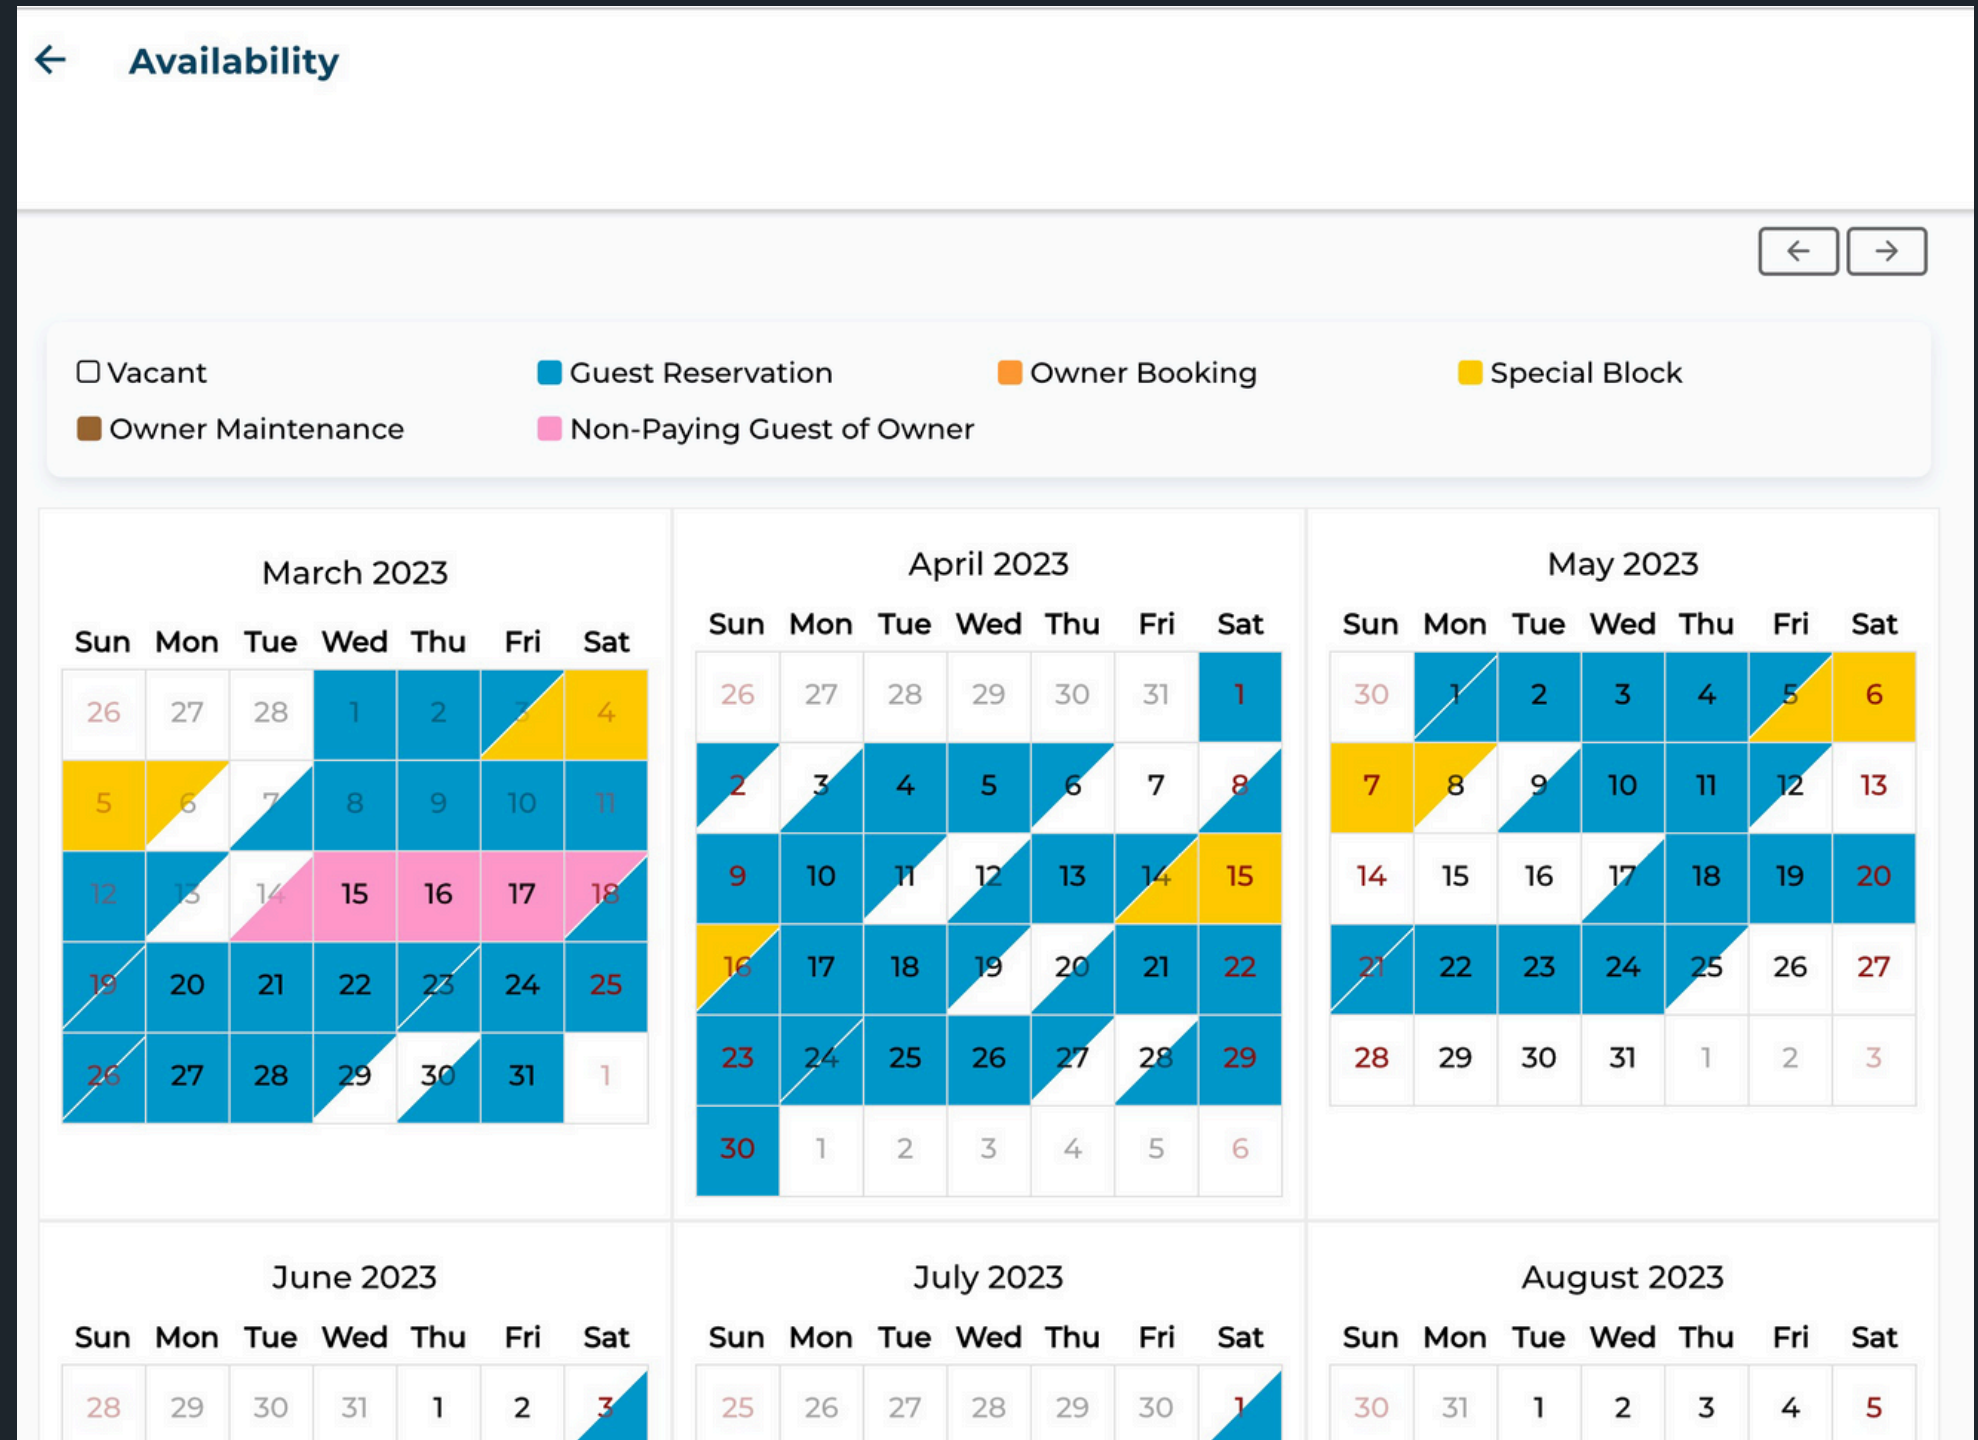 Availability
Vacant Guest Reservation Owner Booking Special Block
Owner Maintenance Non-Paying Guest of Owner
March 2023
Sun Mon Tue Wed Thu Fri Sat
26 27 28 1 2 3 4
5 6 7 8 9 10 11
12 13 14 15 16 17 18
19 20 21 22 23 24 25
26 27 28 29 30 31 1
April 2023
Sun Mon Tue Wed Thu Fri Sat
26 27 28 29 30 31 1
2 3 4 5 6 7 8
9 10 11 12 13 14 15
16 17 18 19 20 21 22
23 24 25 26 27 28 29
30 1 2 3 4 5 6
May 2023
Sun Mon Tue Wed Thu Fri Sat
30 1 2 3 4 5 6
7 8 9 10 11 12 13
14 15 16 17 18 19 20
21 22 23 24 25 26 27
28 29 30 31 1 2 3
June 2023
Sun Mon Tue Wed Thu Fri Sat
28 29 30 31 1 2 3
July 2023
Sun Mon Tue Wed Thu Fri Sat
25 26 27 28 29 30 1
August 2023
Sun Mon Tue Wed Thu Fri Sat
30 31 1 2 3 4 5